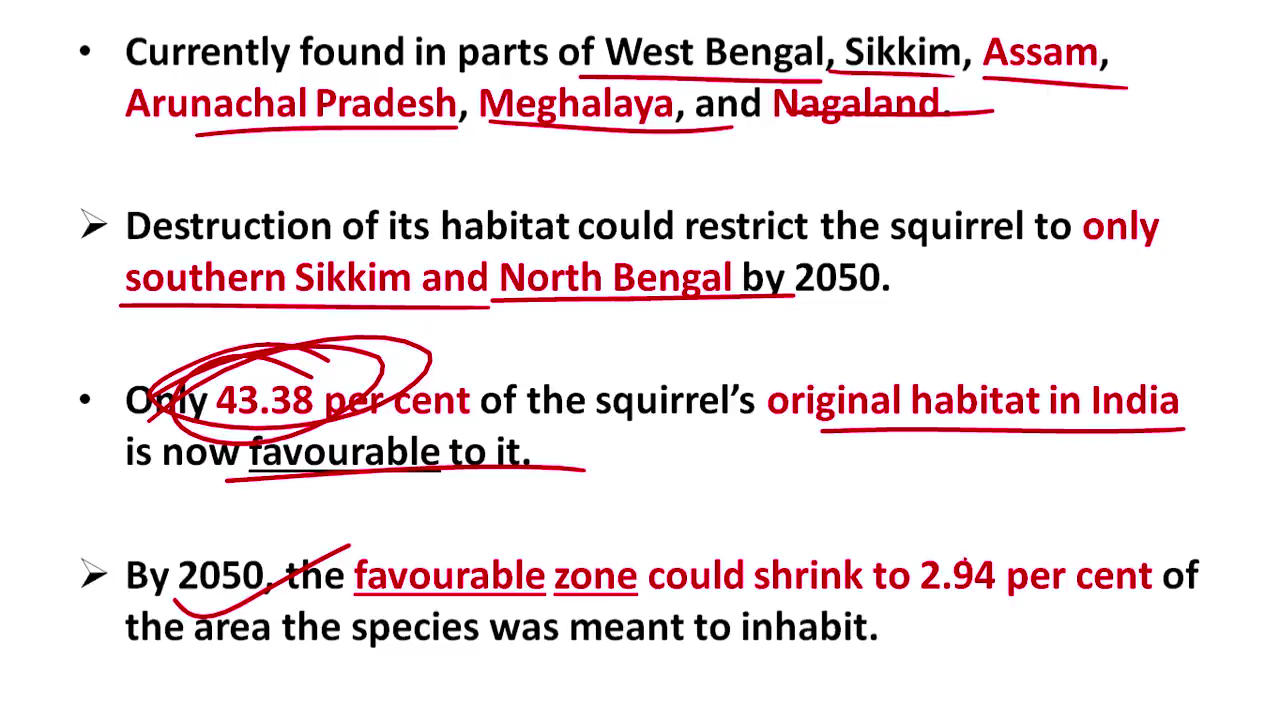 • Currently found in parts of West Bengal, Sikkim, Assam,
Arunachal Pradesh, Meghalaya, and Nagaland.
➢ Destruction of its habitat could restrict the squirrel to only
southern Sikkim and North Bengal by 2050.
• Only 43.38 per cent of the squirrel’s original habitat in India
is now favourable to it.
➢ By 2050, the favourable zone could shrink to 2.94 per cent of
the area the species was meant to inhabit.